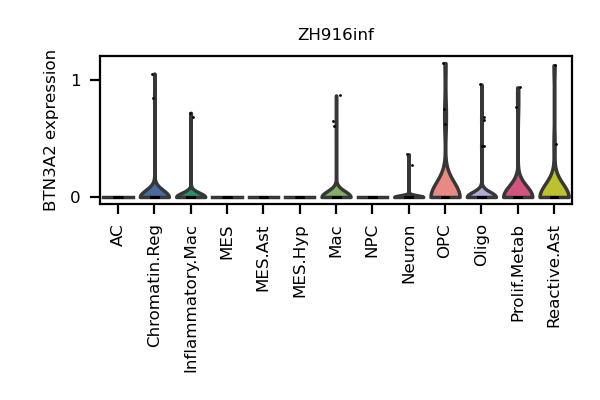 ZH916inf
BTN3A2 expression
1
0
AC
Chromatin.Reg
Inflammatory.Mac
MES
MES.Ast
MES.Hyp
Mac
NPC
Neuron
OPC
Oligo
Prolif.Metab
Reactive.Ast